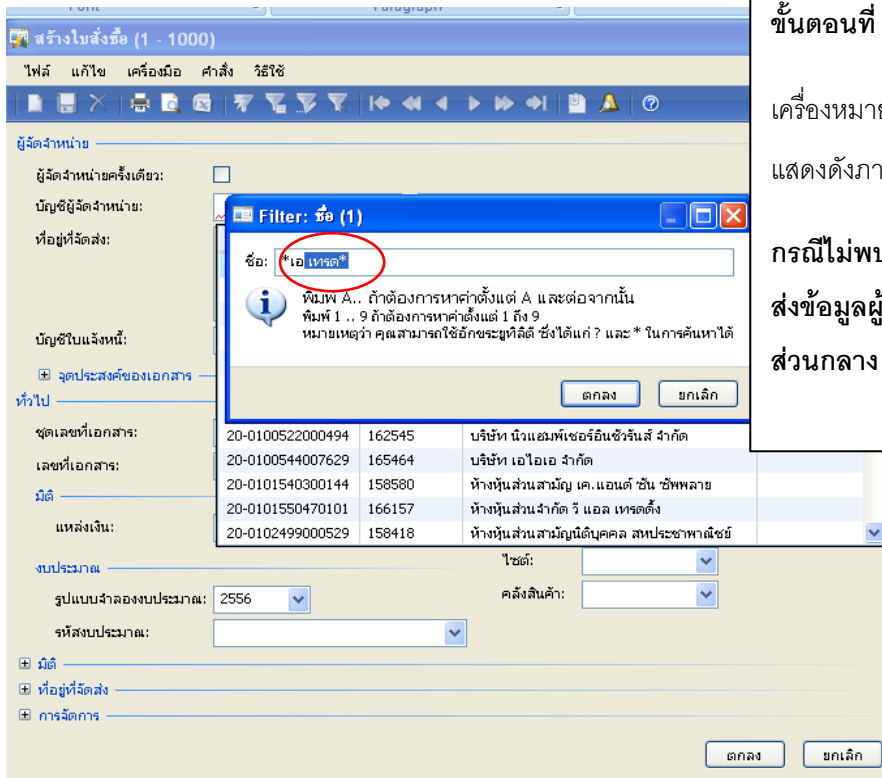 Paragraph
สร้างใบสั่งซื้อ (1 - 1000)
ไฟล์ แก้ไข เครื่องมือ คำสั่ง วิธีใช้
ผู้จัดจำหน่าย
ผู้จัดจำหน่ายครั้งเดียว:
บัญชีผู้จัดจำหน่าย:
ที่อยู่ที่จัดส่ง:
บัญชีใบแจ้งหนี้:
จุดประสงค์ของเอกสาร
ทั่วไป
ชุดเลขที่เอกสาร:
เลขที่เอกสาร:
มิติ
แหล่งเงิน:
Filter: ชื่อ (1)
ชื่อ: *เอ เทรด*
พิมพ์ A.. ถ้าต้องการหาค่าตั้งแต่ A และต่อจากนั้น
พิมพ์ 1 .. 9 ถ้าต้องการหาค่าตั้งแต่ 1 ถึง 9
หมายเหตุว่า คุณสามารถใช้อักขระยูทิลิตี ซึ่งได้แก่ ? และ * ในการค้นหาได้
ตกลง ยกเลิก
20-0100522000494 162545 บริษัท นิวแฮมพ์เชอร์อินชัวรันส์ จำกัด
20-0100544007629 165464 บริษัท เอไอเอ จำกัด
20-0101540300144 158580 ห้างหุ้นส่วนสามัญ เค.แอนด์ ซัน ซัพพลาย
20-0101550470101 166157 ห้างหุ้นส่วนจำกัด วี แอล เทรดดิ้ง
20-0102499000529 158418 ห้างหุ้นส่วนสามัญนิติบุคคล สหประชาพาณิชย์
งบประมาณ
รูปแบบจำลองงบประมาณ: 2556
รหัสงบประมาณ:
ไซต์:
คลังสินค้า:
มิติ
ที่อยู่ที่จัดส่ง
การจัดการ
ตกลง ยกเลิก
ขั้นตอนที่
เครื่องหมาย
แสดงดังภา
กรณีไม่พบ
ส่งข้อมูลผู้
ส่วนกลาง